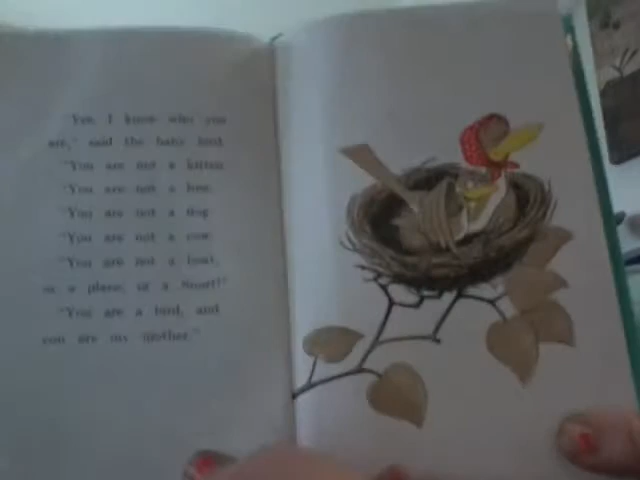 "Yes, I know who you
are," said the baby bird.
"You are not a kitten.
"You are not a hen.
"You are not a dog.
"You are not a cow.
"You are not a boat,
or a plane, or a Snort!"
"You are a bird, and
you are my mother."